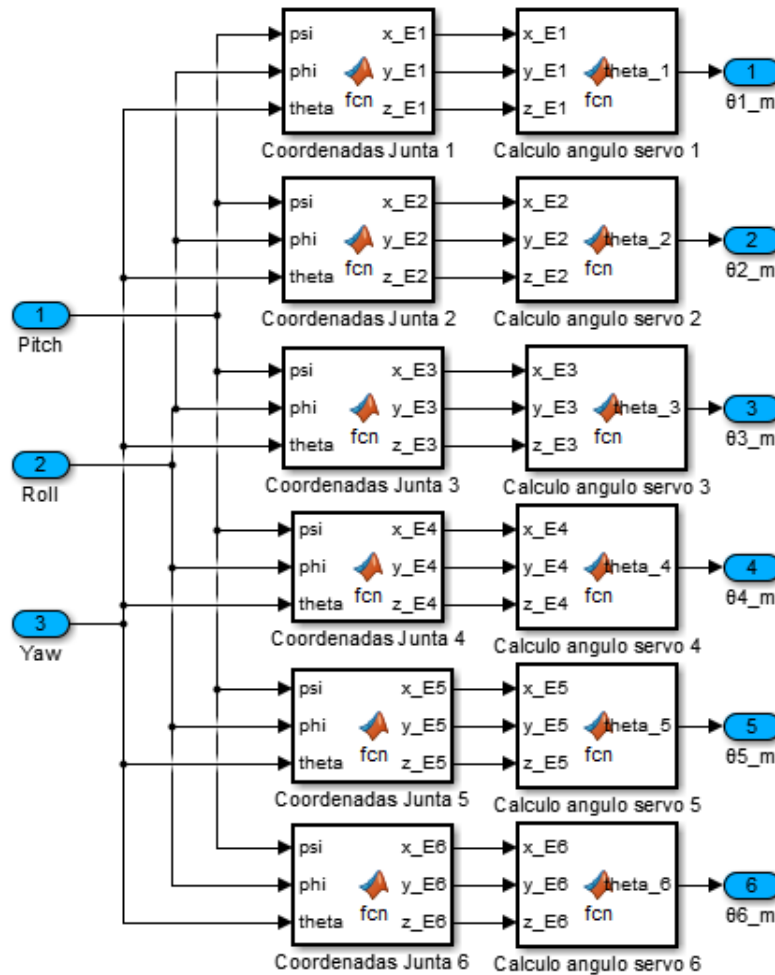 psi x_E1 x_E1
phi y_E1 y_E1 theta_1 1
theta fcn z_E1 z_E1 fcn θ1_m
Coordenadas Junta 1 Calculo angulo servo 1
psi x_E2 x_E2
phi y_E2 y_E2 theta_2 2
theta fcn z_E2 z_E2 fcn θ2_m
Coordenadas Junta 2 Calculo angulo servo 2
1
Pitch
psi x_E3 x_E3
phi y_E3 y_E3 theta_3 3
theta fcn z_E3 z_E3 fcn θ3_m
Coordenadas Junta 3 Calculo angulo servo 3
2
Roll
psi x_E4 x_E4
phi y_E4 y_E4 theta_4 4
theta fcn z_E4 z_E4 fcn θ4_m
Coordenadas Junta 4 Calculo angulo servo 4
3
Yaw
psi x_E5 x_E5
phi y_E5 y_E5 theta_5 5
theta fcn z_E5 z_E5 fcn θ5_m
Coordenadas Junta 5 Calculo angulo servo 5
psi x_E6 x_E6
phi y_E6 y_E6 theta_6 6
theta fcn z_E6 z_E6 fcn θ6_m
Coordenadas Junta 6 Calculo angulo servo 6